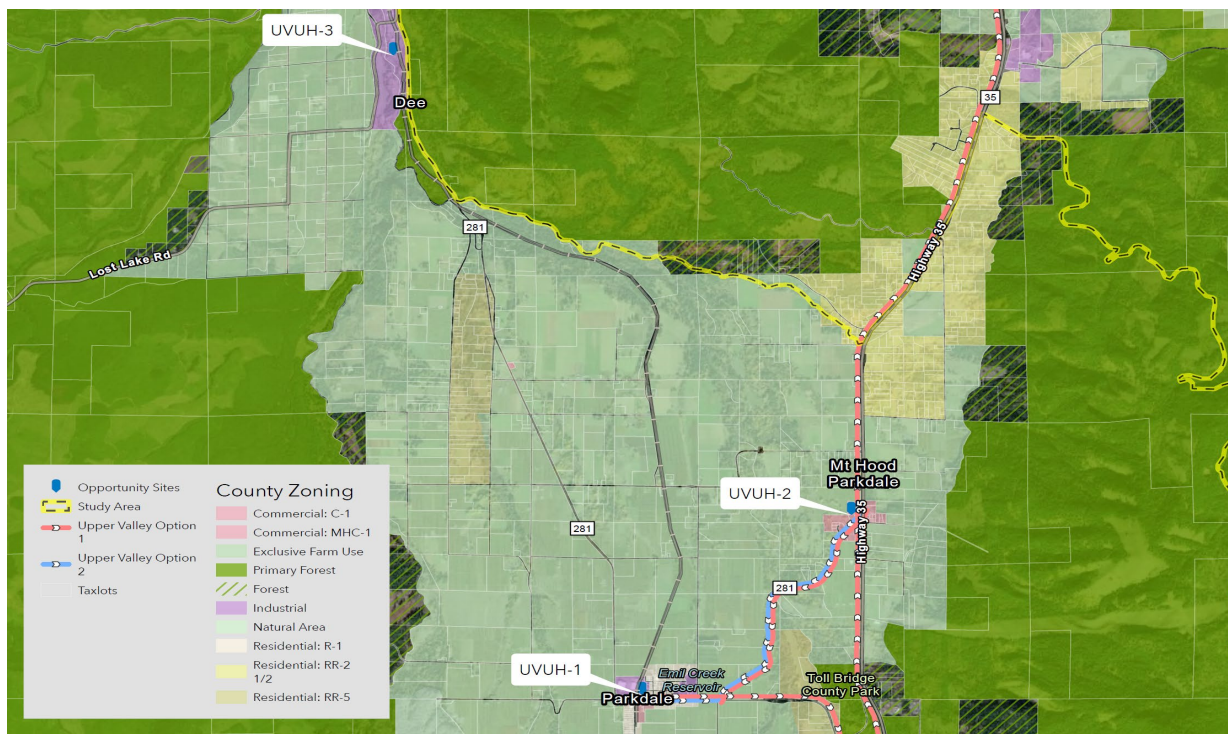 UVUH-3
Dee
35
281
Lost Lake Rd
Highway 35
Mt Hood
Parkdale
UVUH-2
Highway 35
281
281
UVUH-1
Parkdale
Emil Creek
Reservoir
Toll Bridge
County Park
Opportunity Sites
Study Area
Upper Valley Option
1
Upper Valley Option
2
Taxlots
County Zoning
Commercial: C-1
Commercial: MHC-1
Exclusive Farm Use
Primary Forest
Forest
Industrial
Natural Area
Residential: R-1
Residential: RR-2
1/2
Residential: RR-5